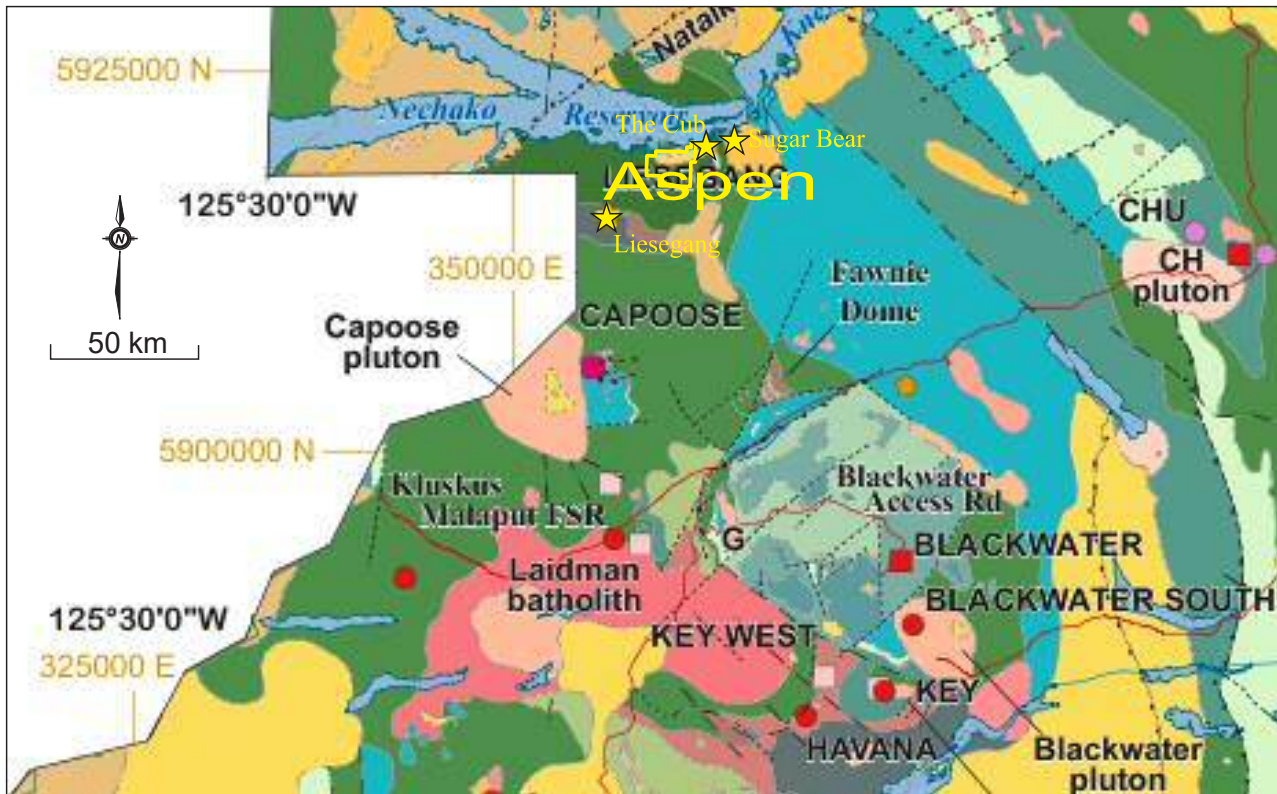 Natalk
5925000 N
Nechako Reservoir
The Cub
Sugar Bear
Aspen
125°30'0"W
N
CHU
Liesegang
CH
pluton
350000 E
Fawnie
Dome
CAPOOSE
50 km
Capoose
pluton
5900000 N
Kluskus
Malaput FSR
Blackwater
Access Rd
G
BLACKWATER
Laidman
batholith
BLACKWATER SOUTH
125°30'0"W
KEY WEST
325000 E
KEY
HAVANA
Blackwater
pluton